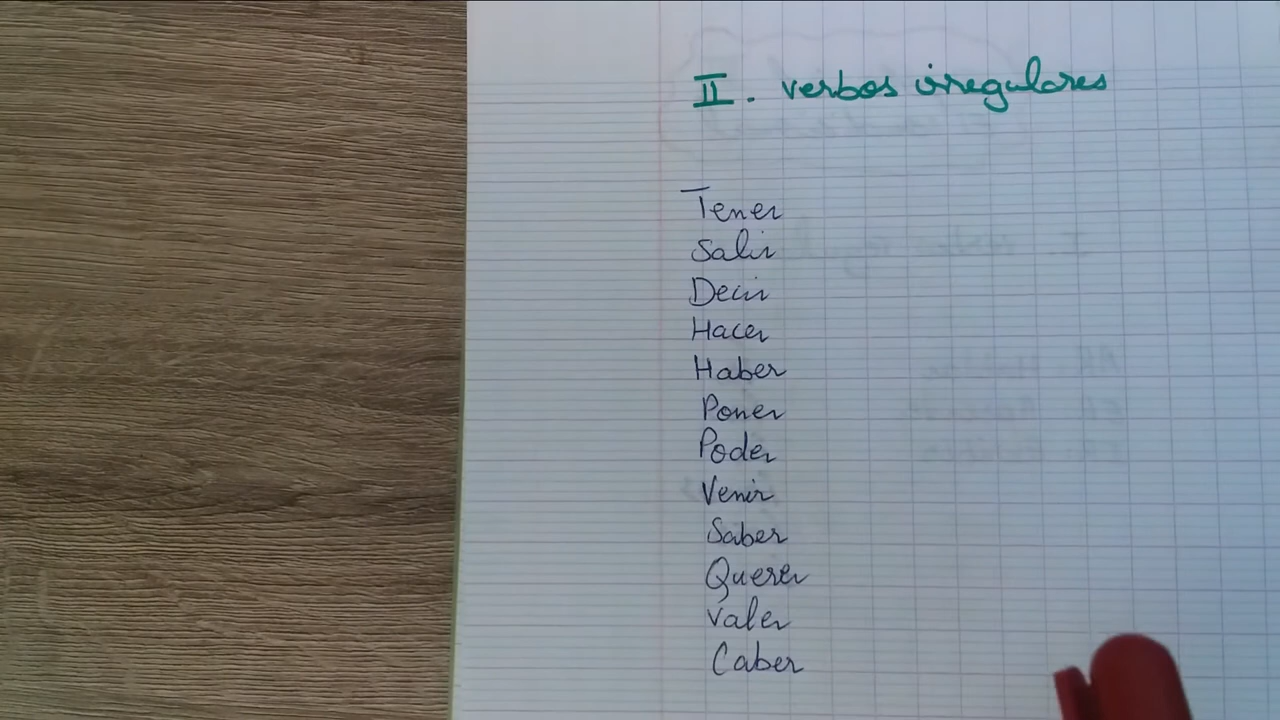 II. verbos irregulares
Tener
Salir
Decir
Hacer
Haber
Poner
Poder
Venir
Saber
Querer
Valer
Caber